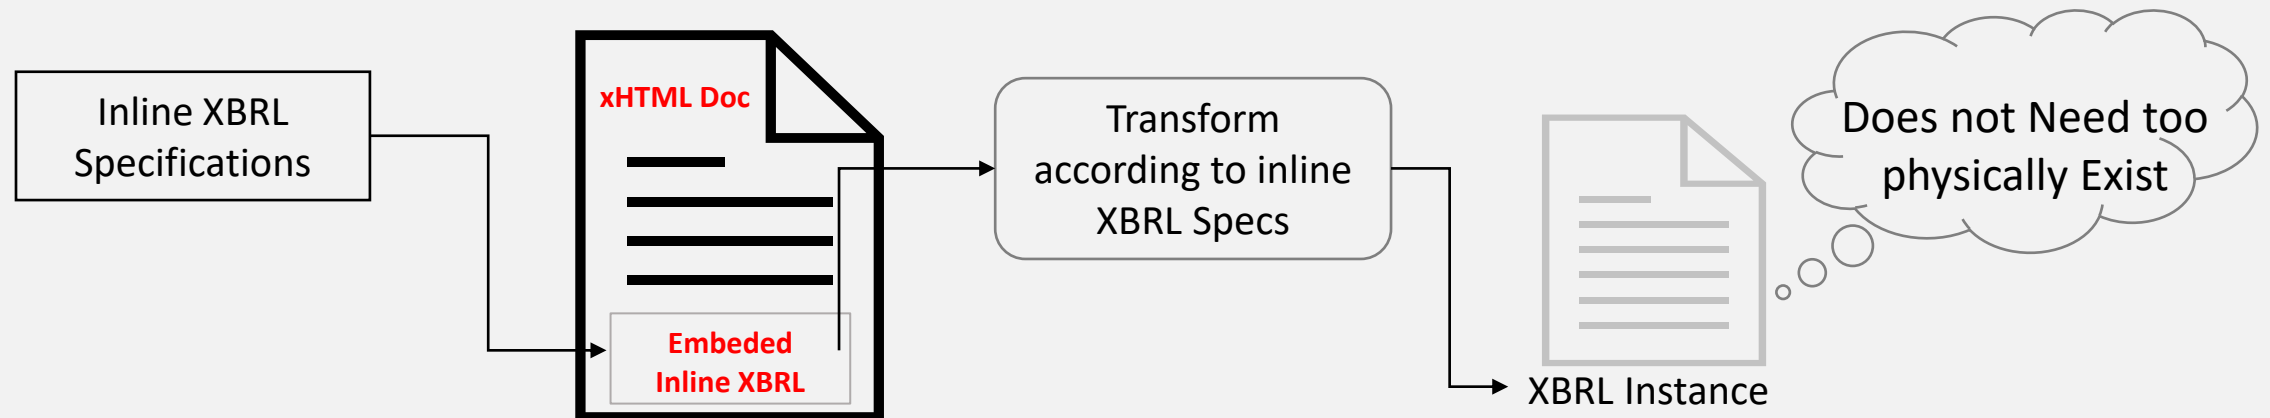 Inline XBRL
Specifications
xHTML Doc
Embeded
Inline XBRL
Transform
according to inline
XBRL Specs
XBRL Instance
Does not Need too
physically Exist